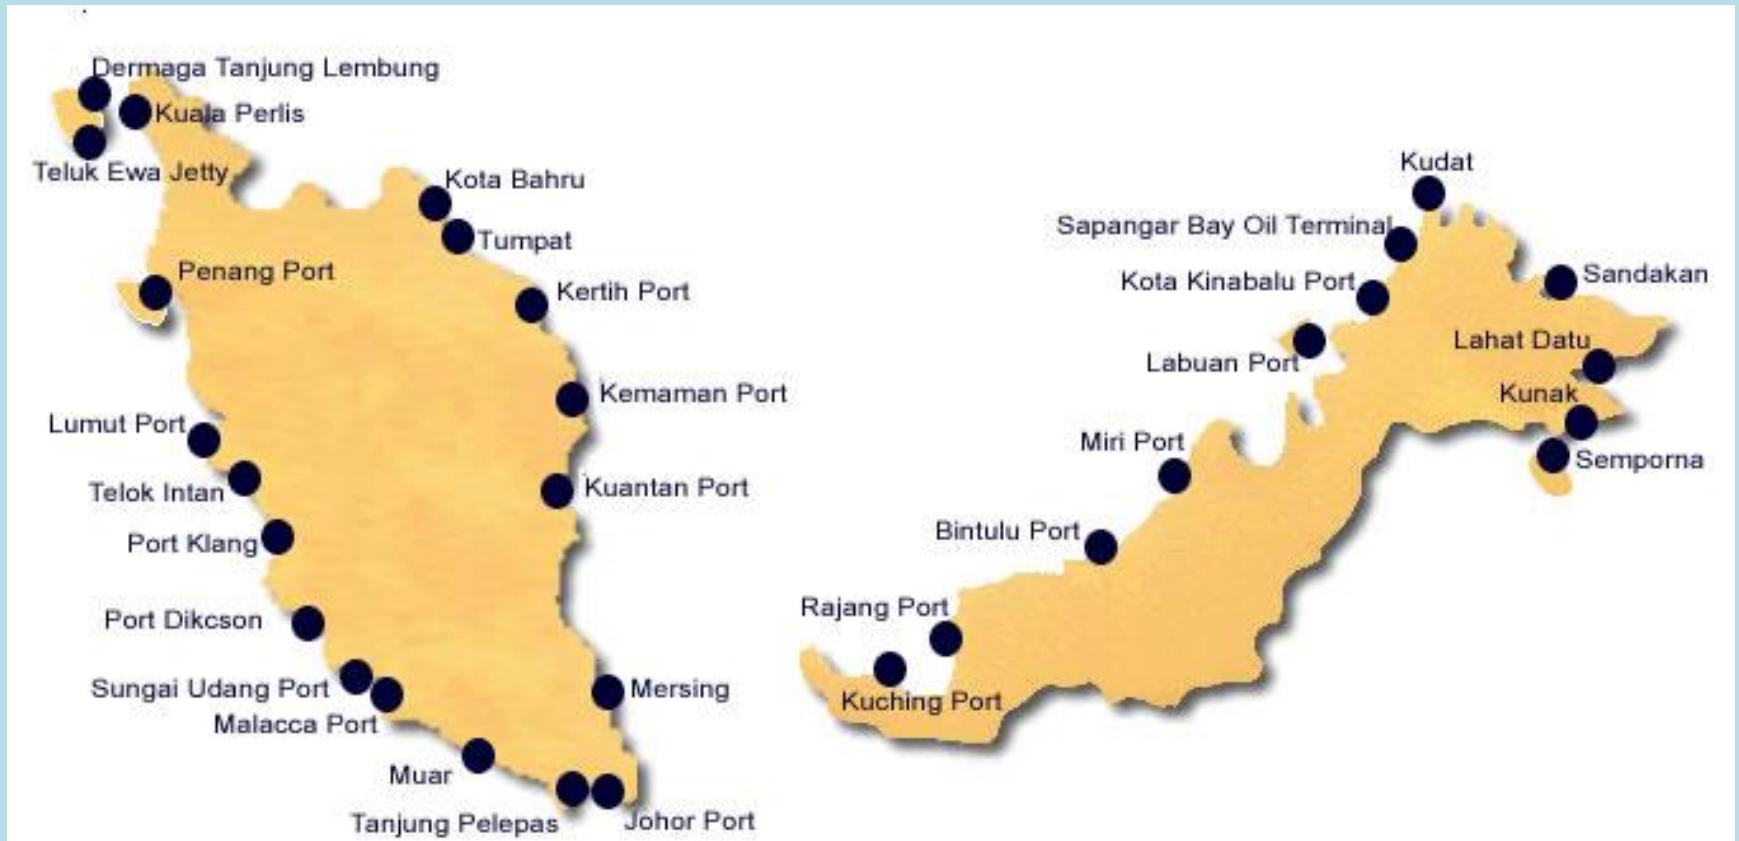 Dermaga Tanjung Lembung
Kuala Perlis
Teluk Ewa Jetty
Kota Bahru
Tumpat
Penang Port
Kertih Port
Kemaman Port
Lumut Port
Kuantan Port
Telok Intan
Port Klang
Port Dikcson
Sungai Udang Port
Mersing
Malacca Port
Muar
Tanjung Pelepas
Johor Port
Kudat
Sapangar Bay Oil Terminal
Sandakan
Kota Kinabalu Port
Lahat Datu
Labuan Port
Kunak
Miri Port
Semporna
Bintulu Port
Rajang Port
Kuching Port